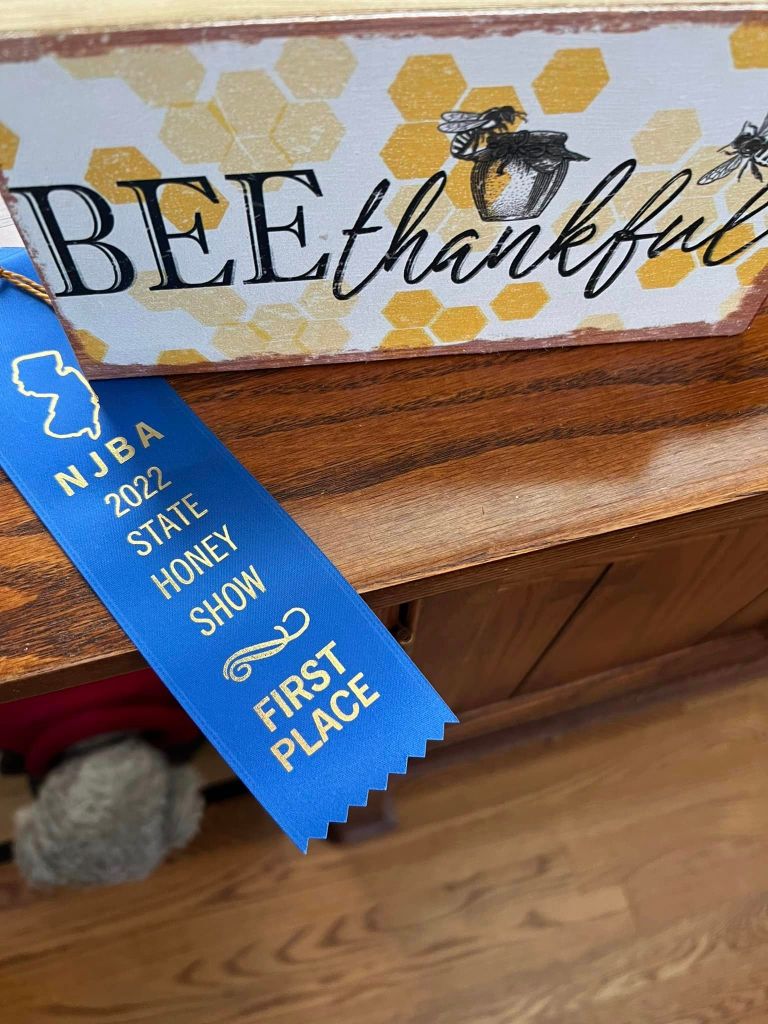 BEE thankful
NJBA
2022
STATE
HONEY
SHOW
FIRST
PLACE